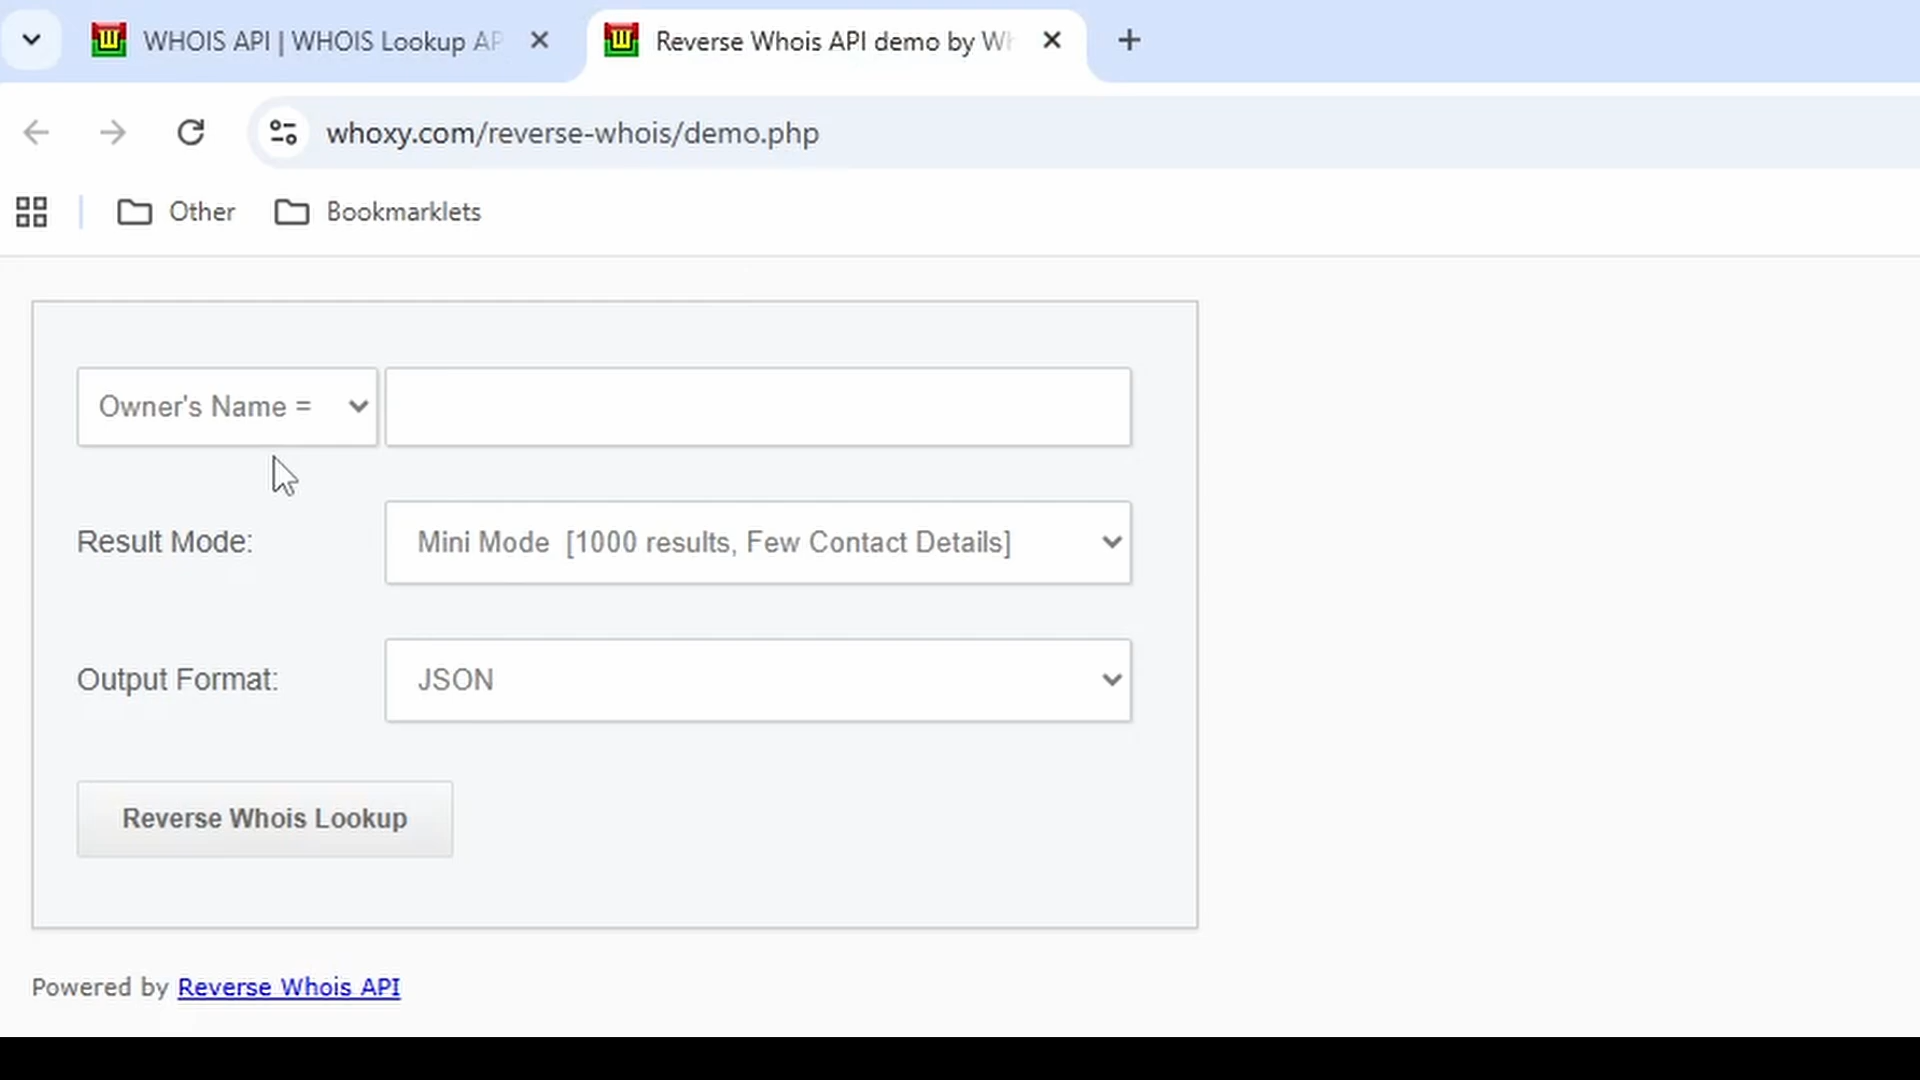 WHOIS API | WHOIS Lookup AP
Reverse Whois API demo by Wh
whoxy.com/reverse-whois/demo.php
Other
Bookmarklets
Owner's Name =
Result Mode:
Mini Mode [1000 results, Few Contact Details]
Output Format:
JSON
Reverse Whois Lookup
Powered by Reverse Whois API